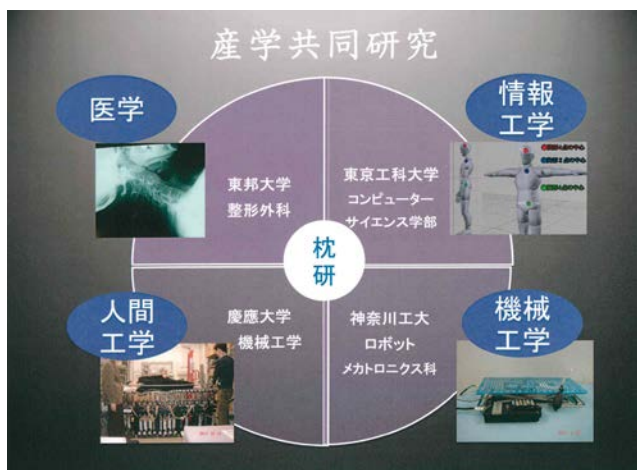 産学共同研究
医学
東邦大学
整形外科
情報
工学
東京工科大学
コンピューター
サイエンス学部
枕
研
人間
工学
慶應大学
機械工学
神奈川工大
ロボット
メカトロニクス科
機械
工学